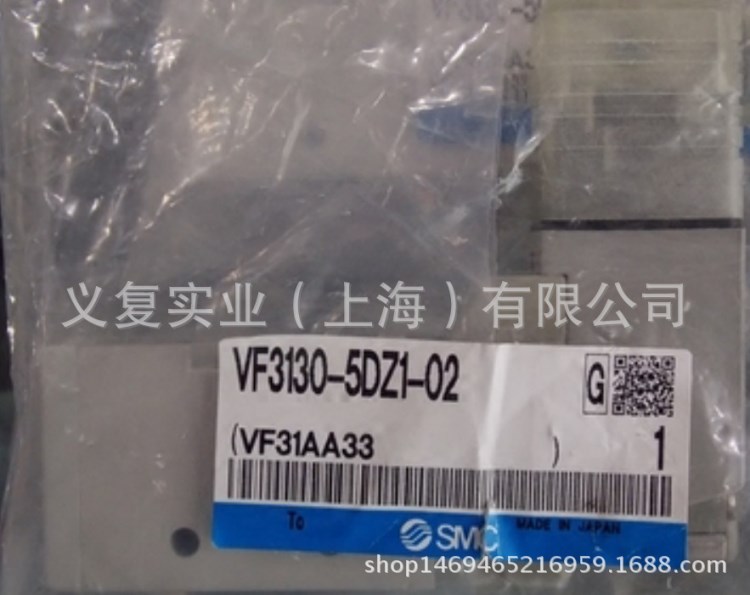 义复实业（上海）有限公司
VF3130-5DZ1-02
G
(VF31AA33 )
1
To
SMC
MADE IN JAPAN
shop1469465216959.1688.com